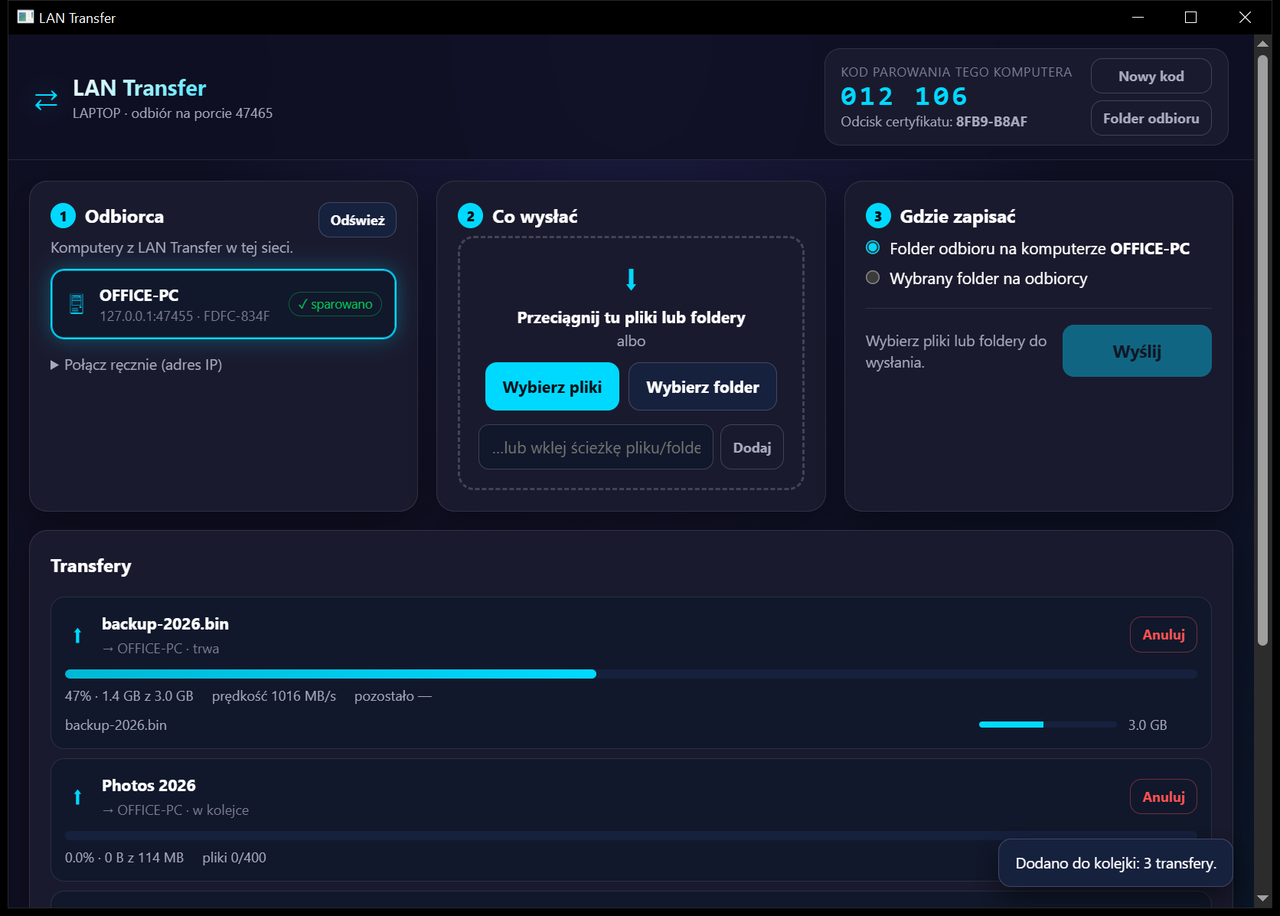 LAN Transfer
LAN Transfer
LAPTOP · odbiór na porcie 47465
KOD PAROWANIA TEGO KOMPUTERA
012 106
Odcisk certyfikatu: 8FB9-B8AF
Nowy kod
Folder odbioru
1 Odbiorca
Odśwież
Komputery z LAN Transfer w tej sieci.
OFFICE-PC
127.0.0.1:47455 · FDFC-834F
✓ sparowano
▶ Połącz ręcznie (adres IP)
2 Co wysłać
Przeciągnij tu pliki lub foldery
albo
Wybierz pliki
Wybierz folder
...lub wklej ścieżkę pliku/folde
Dodaj
3 Gdzie zapisać
Folder odbioru na komputerze OFFICE-PC
Wybrany folder na odbiorcy
Wybierz pliki lub foldery do
wysłania.
Wyślij
Transfery
backup-2026.bin
→ OFFICE-PC · trwa
Anuluj
47% · 1.4 GB z 3.0 GB prędkość 1016 MB/s pozostało —
backup-2026.bin
3.0 GB
Photos 2026
→ OFFICE-PC · w kolejce
Anuluj
0.0% · 0 B z 114 MB pliki 0/400
Dodano do kolejki: 3 transfery.